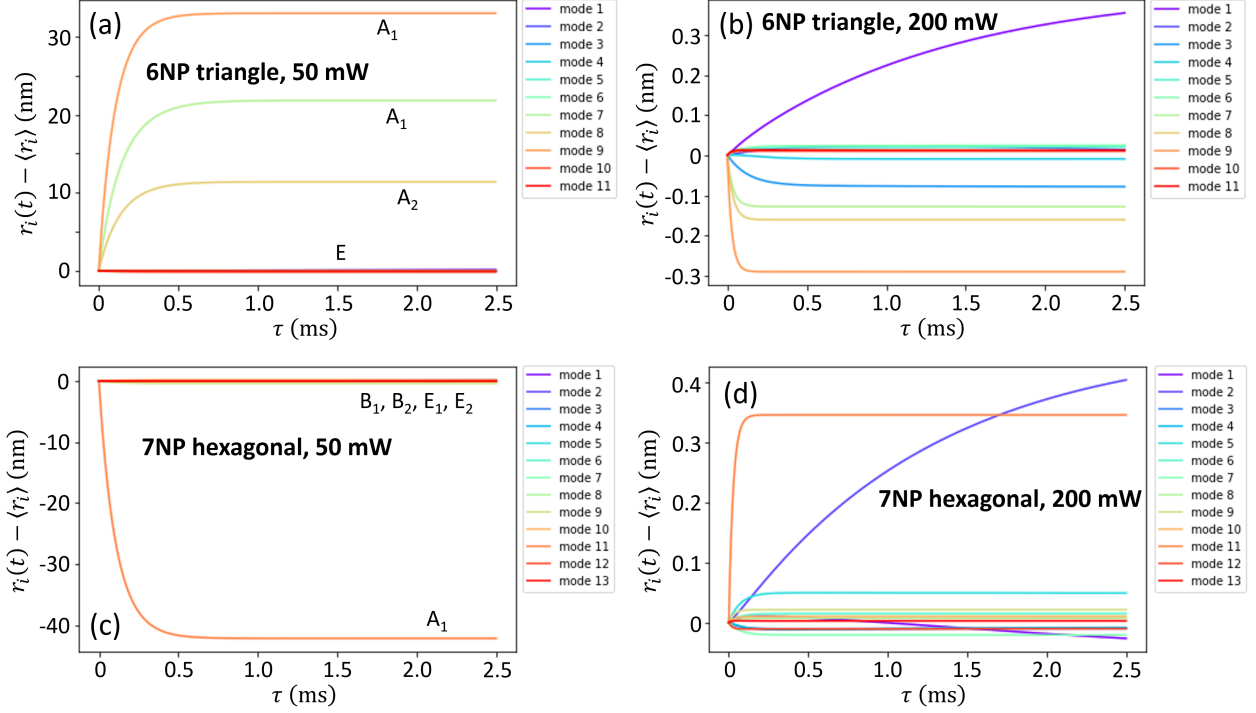 (a)
6NP triangle, 50 mW
A₁
A₁
A₂
E
30
20
10
0
rᵢ(t) − ⟨rᵢ⟩ (nm)
0 0.5 1.0 1.5 2.0 2.5
τ (ms)
mode 1
mode 2
mode 3
mode 4
mode 5
mode 6
mode 7
mode 8
mode 9
mode 10
mode 11
(b)
6NP triangle, 200 mW
0.3
0.2
0.1
0
-0.1
-0.2
-0.3
rᵢ(t) − ⟨rᵢ⟩ (nm)
0 0.5 1.0 1.5 2.0 2.5
τ (ms)
mode 1
mode 2
mode 3
mode 4
mode 5
mode 6
mode 7
mode 8
mode 9
mode 10
mode 11
0
-10
-20
-30
-40
rᵢ(t) − ⟨rᵢ⟩ (nm)
B₁, B₂, E₁, E₂
7NP hexagonal, 50 mW
A₁
(c)
0 0.5 1.0 1.5 2.0 2.5
τ (ms)
mode 1
mode 2
mode 3
mode 4
mode 5
mode 6
mode 7
mode 8
mode 9
mode 10
mode 11
mode 12
mode 13
(d)
7NP hexagonal, 200 mW
0.4
0.3
0.2
0.1
0
rᵢ(t) − ⟨rᵢ⟩ (nm)
0 0.5 1.0 1.5 2.0 2.5
τ (ms)
mode 1
mode 2
mode 3
mode 4
mode 5
mode 6
mode 7
mode 8
mode 9
mode 10
mode 11
mode 12
mode 13